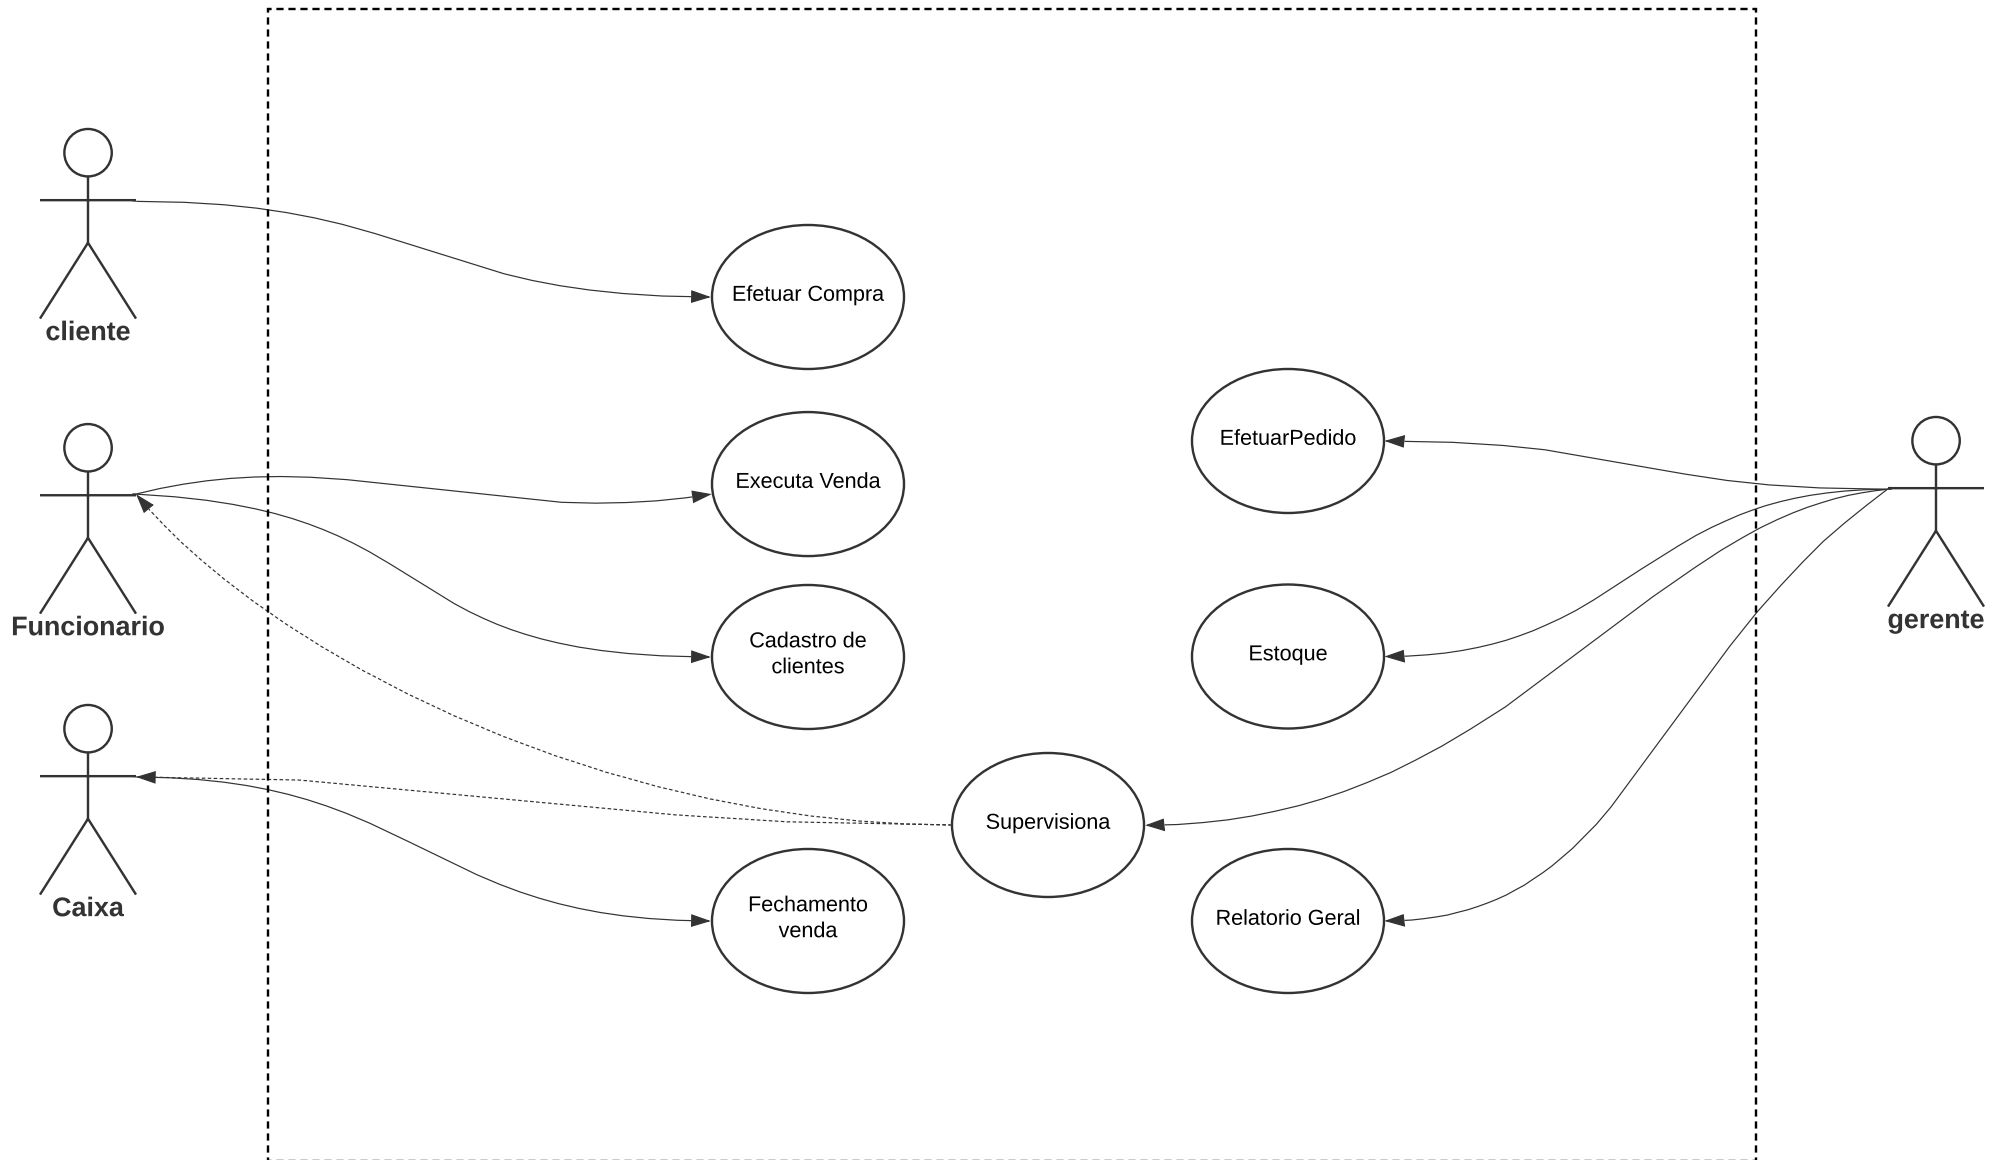 cliente
Efetuar Compra
Funcionario
Executa Venda
Cadastro de
clientes
Caixa
Fechamento
venda
Supervisiona
EfetuarPedido
Estoque
Relatorio Geral
gerente